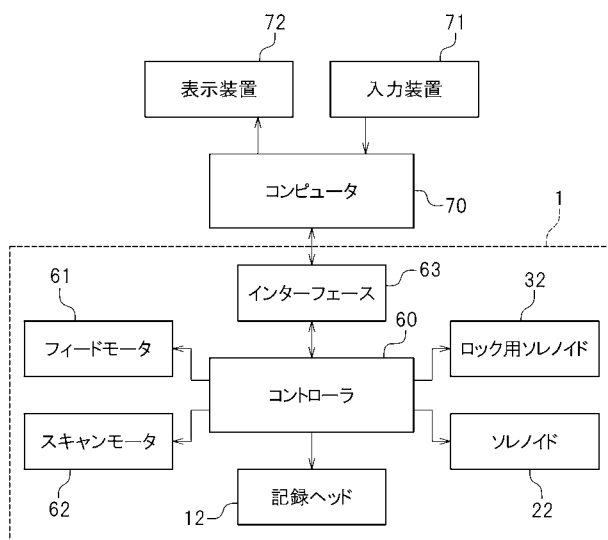 72
71
表示装置
入力装置
コンピュータ
70
1
インターフェース
63
61
フィードモータ
60
32
ロック用ソレノイド
コントローラ
スキャンモータ
62
ソレノイド
22
記録ヘッド
12